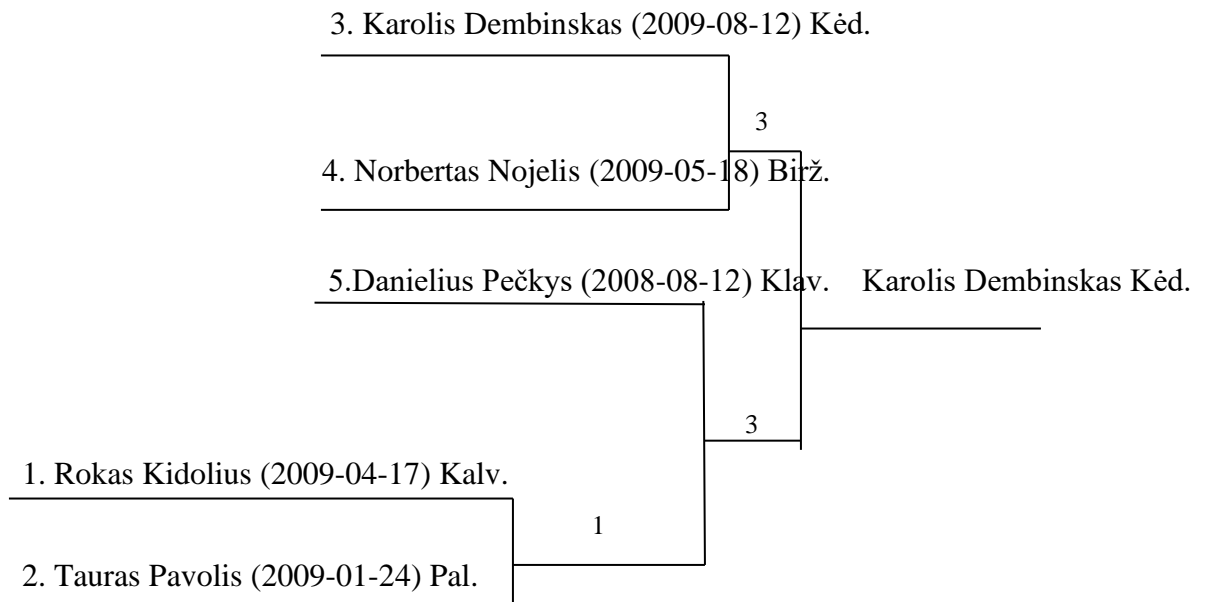 3. Karolis Dembinskas (2009-08-12) Kėd.
3
4. Norbertas Nojelis (2009-05-18) Birž.
5.Danielius Pečkys (2008-08-12) Klav.
Karolis Dembinskas Kėd.
3
1. Rokas Kidolius (2009-04-17) Kalv.
1
2. Tauras Pavolis (2009-01-24) Pal.